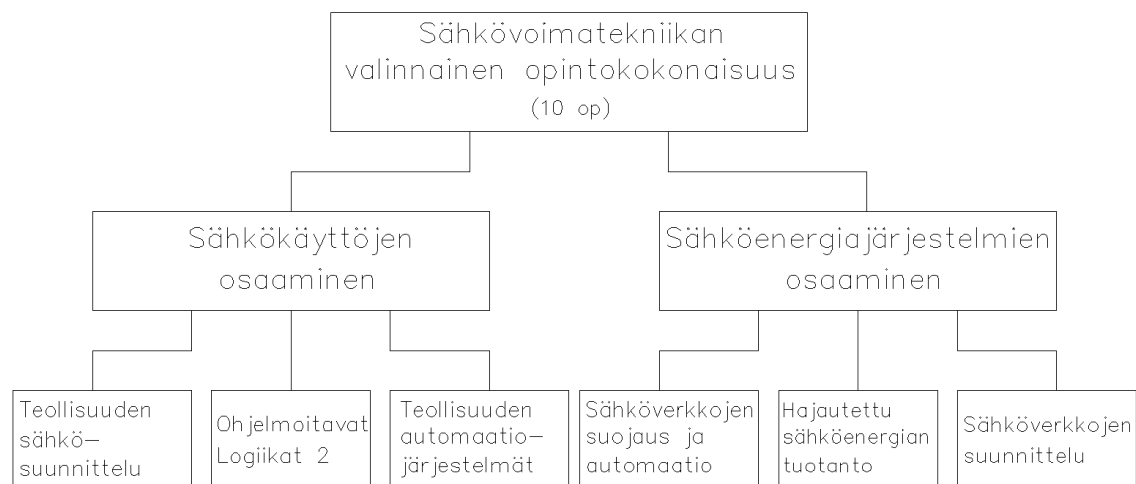 Sähkövoimatekniikan
valinnainen opintokokonaisuus
(10 op)
Sähkökäyttöjen
osaaminen
Sähköenergiajärjestelmien
osaaminen
Teollisuuden
sähkö-
suunnittelu
Ohjelmoitavat
Logiikat 2
Teollisuuden
automaatio-
järjestelmät
Sähköverkkojen
suojaus ja
automaatio
Hajautettu
sähköenergian
tuotanto
Sähköverkkojen
suunnittelu